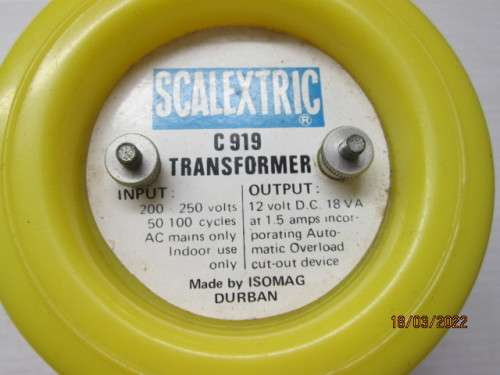 SCALEXTRIC ®
C 919
TRANSFORMER
INPUT :
200 250 volts
50 100 cycles
AC mains only
Indoor use
only
OUTPUT :
12 volt D.C. 18 VA
at 1.5 amps incor-
porating Auto-
matic Overload
cut-out device
Made by ISOMAG
DURBAN
18/03/2022